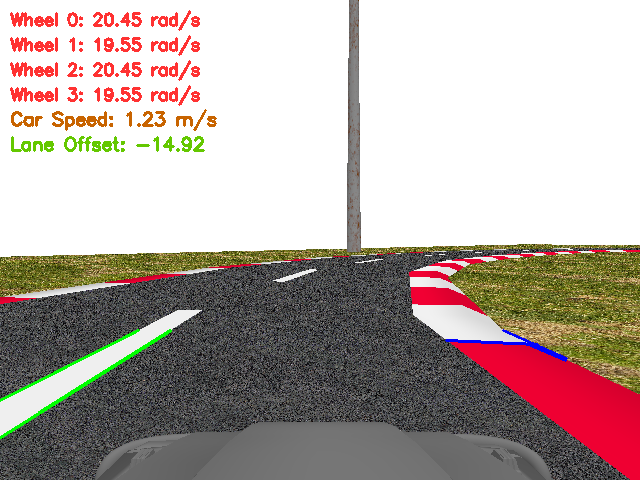 Wheel 0: 20.45 rad/s
Wheel 1: 19.55 rad/s
Wheel 2: 20.45 rad/s
Wheel 3: 19.55 rad/s
Car Speed: 1.23 m/s
Lane Offset: -14.92